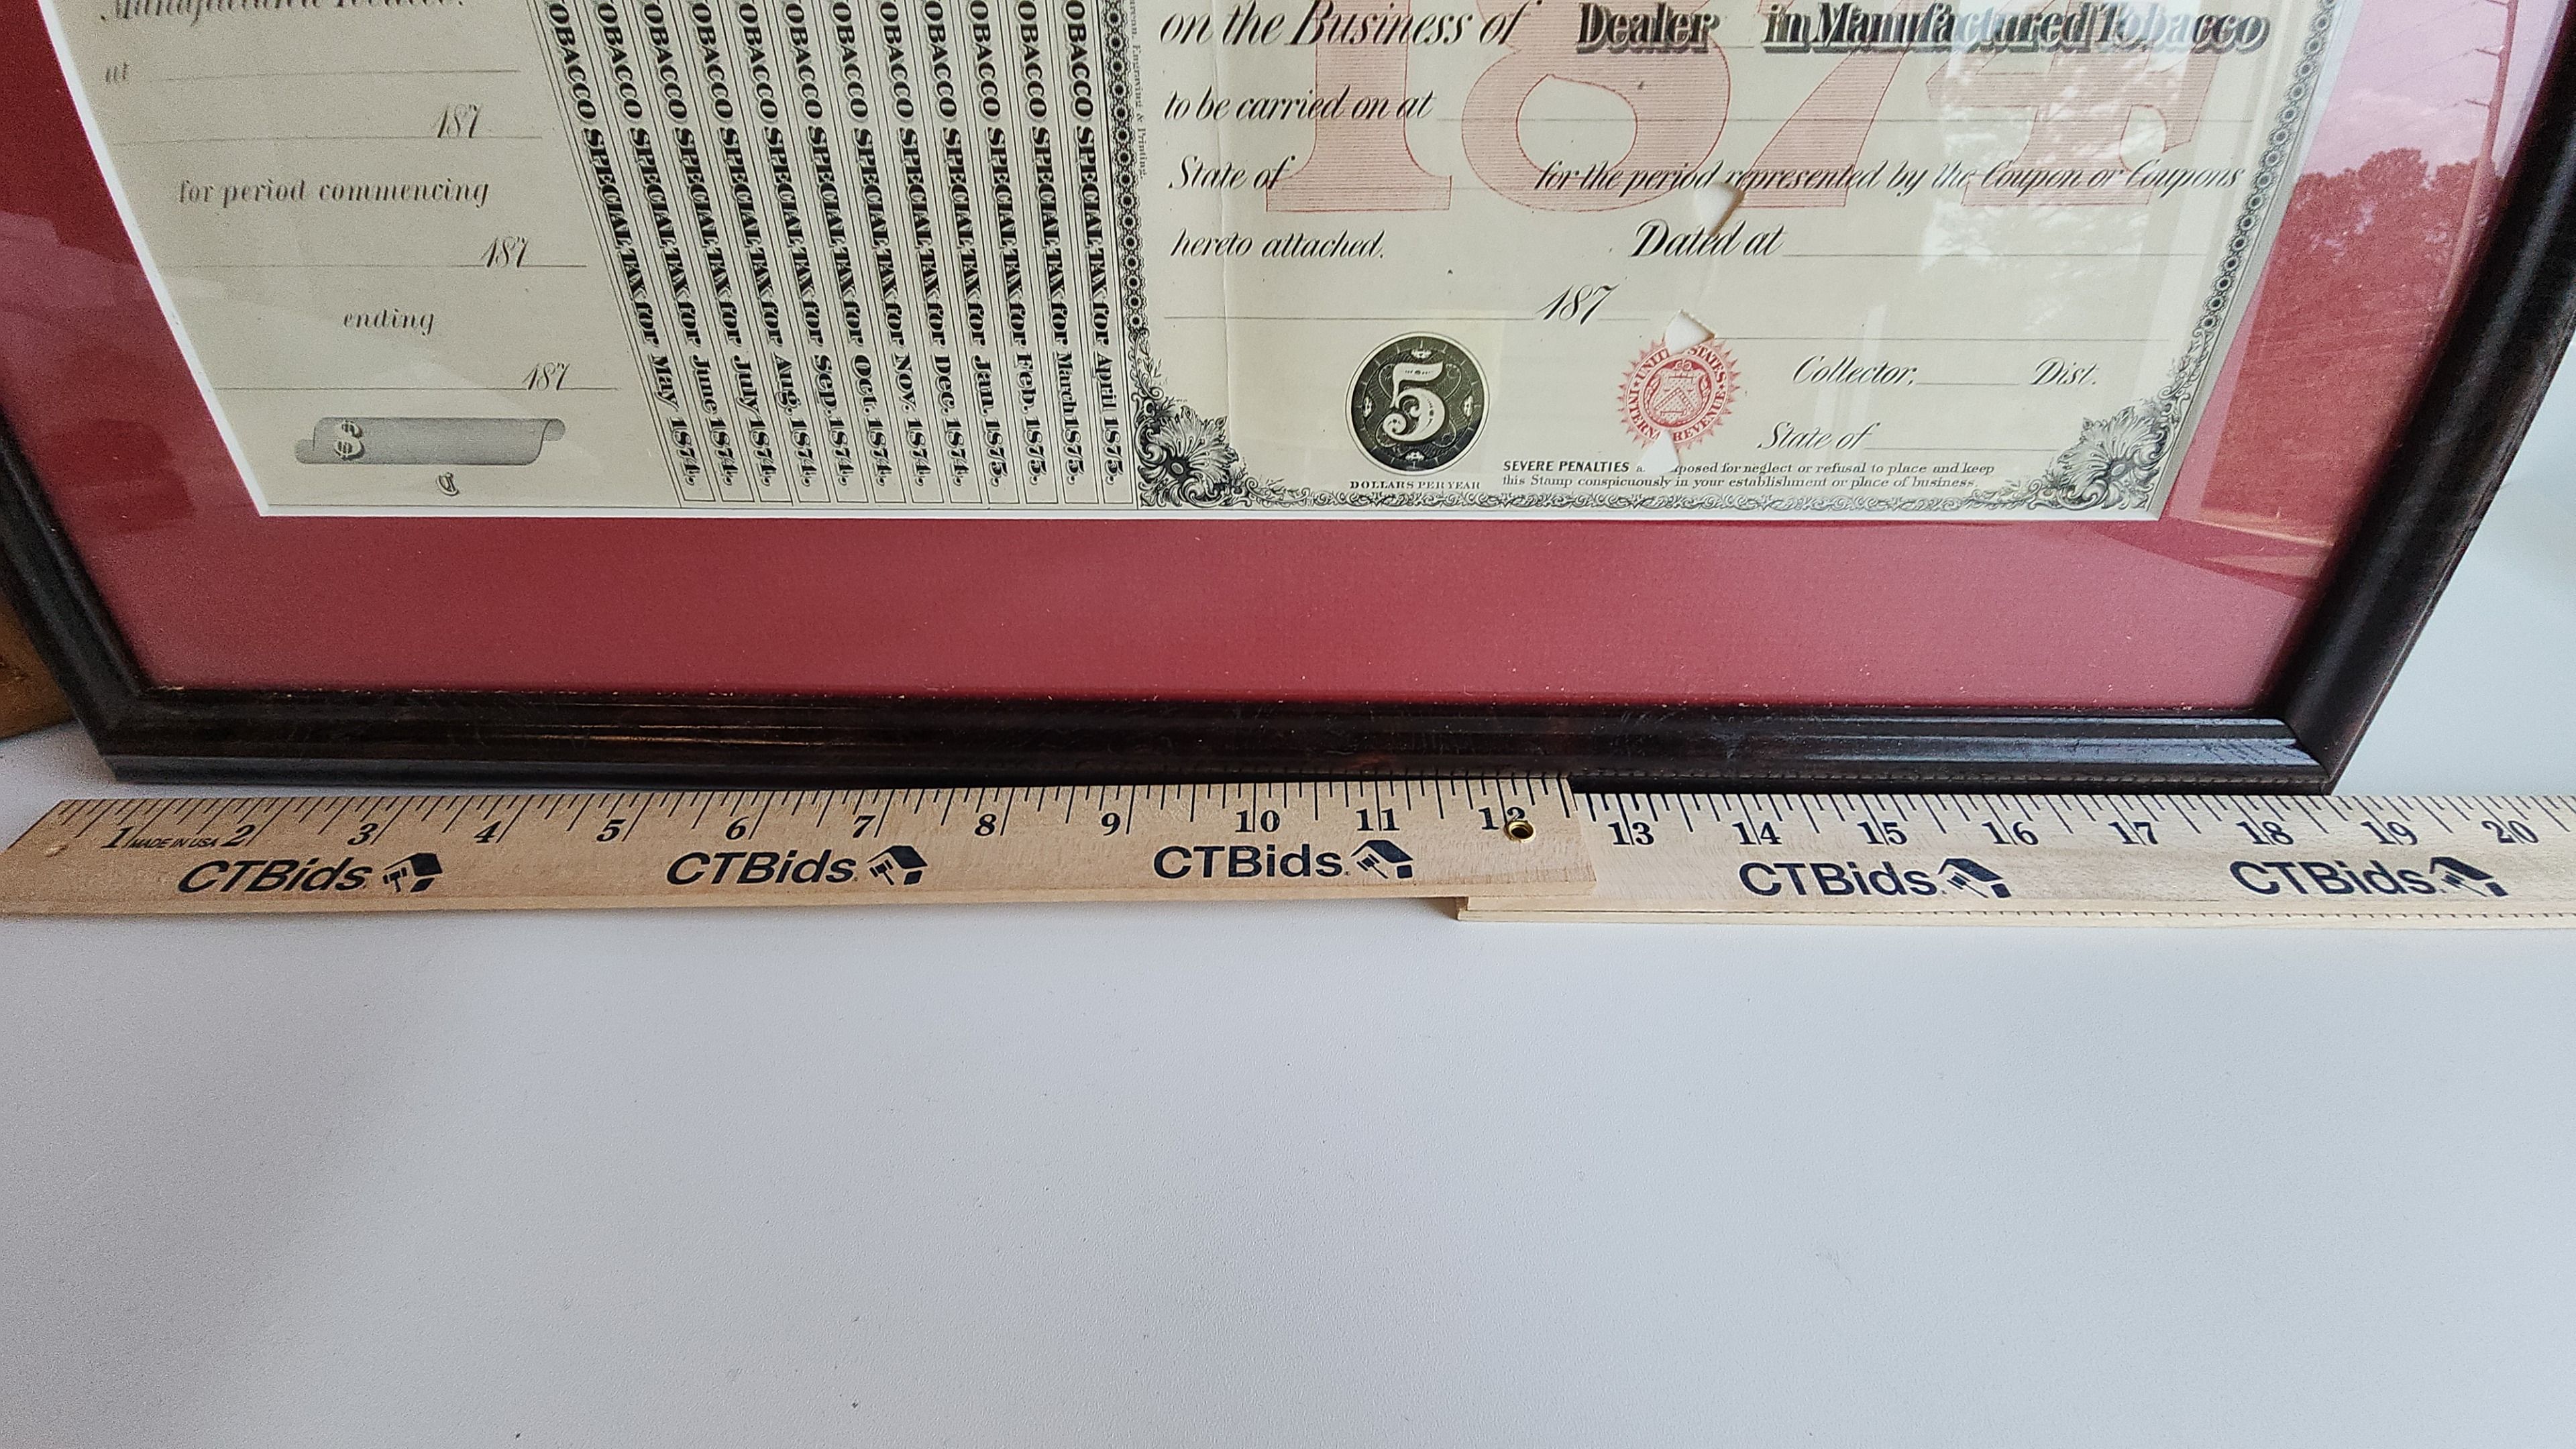 Manufactured Tobacco.
at
187
for period commencing
187
ending
187
$
OBACCO SPECIAL TAX for May 1874.
TOBACCO SPECIAL TAX for June 1874.
TOBACCO SPECIAL TAX for July 1874.
TOBACCO SPECIAL TAX for Aug. 1874.
TOBACCO SPECIAL TAX for Sep. 1874.
TOBACCO SPECIAL TAX for Oct. 1874.
TOBACCO SPECIAL TAX for Nov. 1874.
TOBACCO SPECIAL TAX for Dec. 1874.
TOBACCO SPECIAL TAX for Jan. 1875.
TOBACCO SPECIAL TAX for Feb. 1875.
TOBACCO SPECIAL TAX for March 1875.
TOBACCO SPECIAL TAX for April 1875.
Engraving & Printing.
1874
on the Business of Dealer in Manufactured Tobacco
to be carried on at
State of for the period represented by the Coupon or Coupons
hereto attached. Dated at
187
5
DOLLARS PER YEAR
UNIT STATES
INTERNA REVENUE
Collector, Dist.
State of
SEVERE PENALTIES a posed for neglect or refusal to place and keep
this Stamp conspicuously in your establishment or place of business.
1 MADE IN USA 2 3 4 5 6 7 8 9 10 11 12 13 14 15 16 17 18 19 20
CTBids. CTBids. CTBids. CTBids. CTBids.